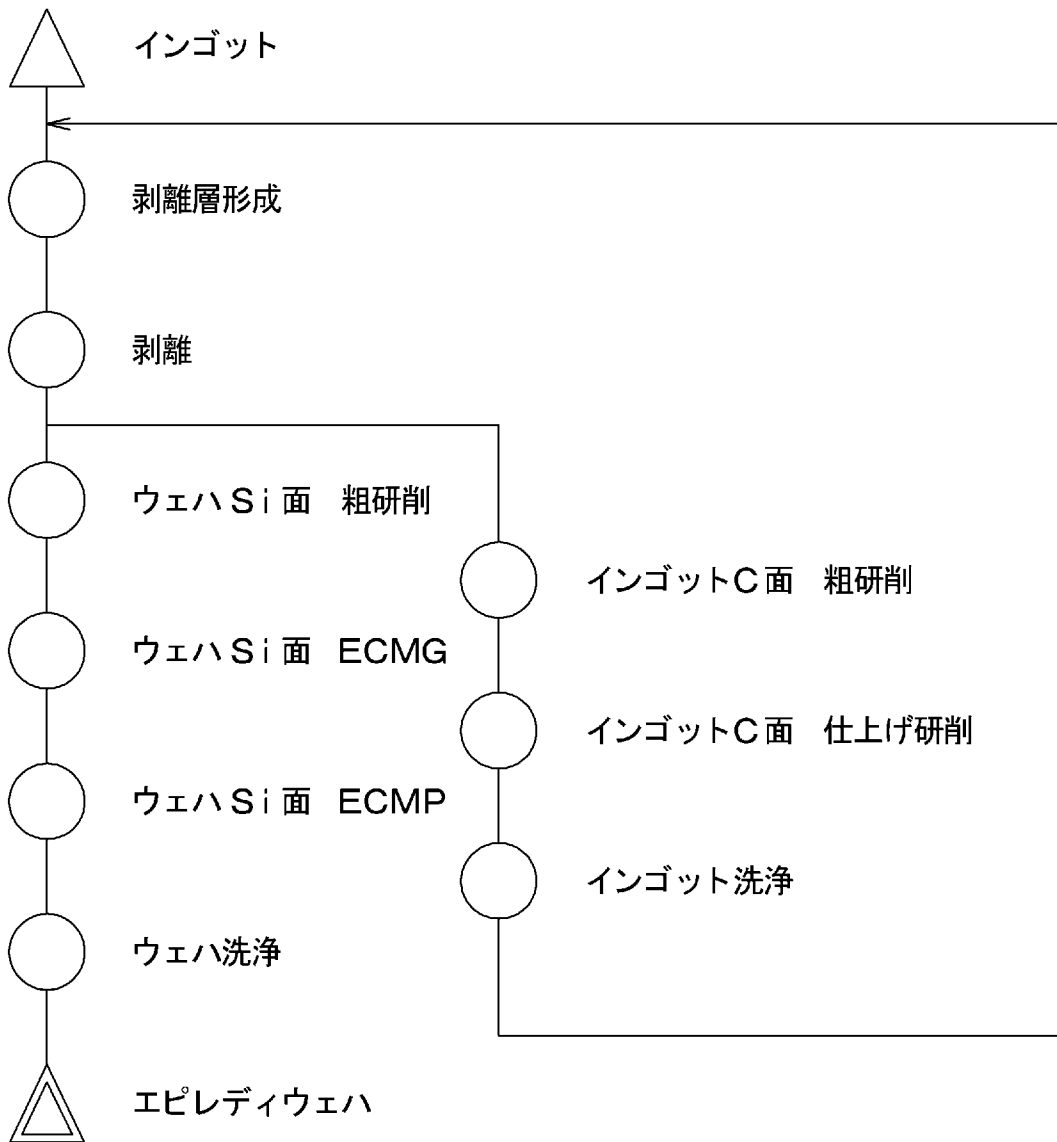 インゴット
剥離層形成
剥離
ウェハSi面　粗研削
インゴットC面　粗研削
ウェハSi面　ECMG
インゴットC面　仕上げ研削
ウェハSi面　ECMP
インゴット洗浄
ウェハ洗浄
エピレディウェハ